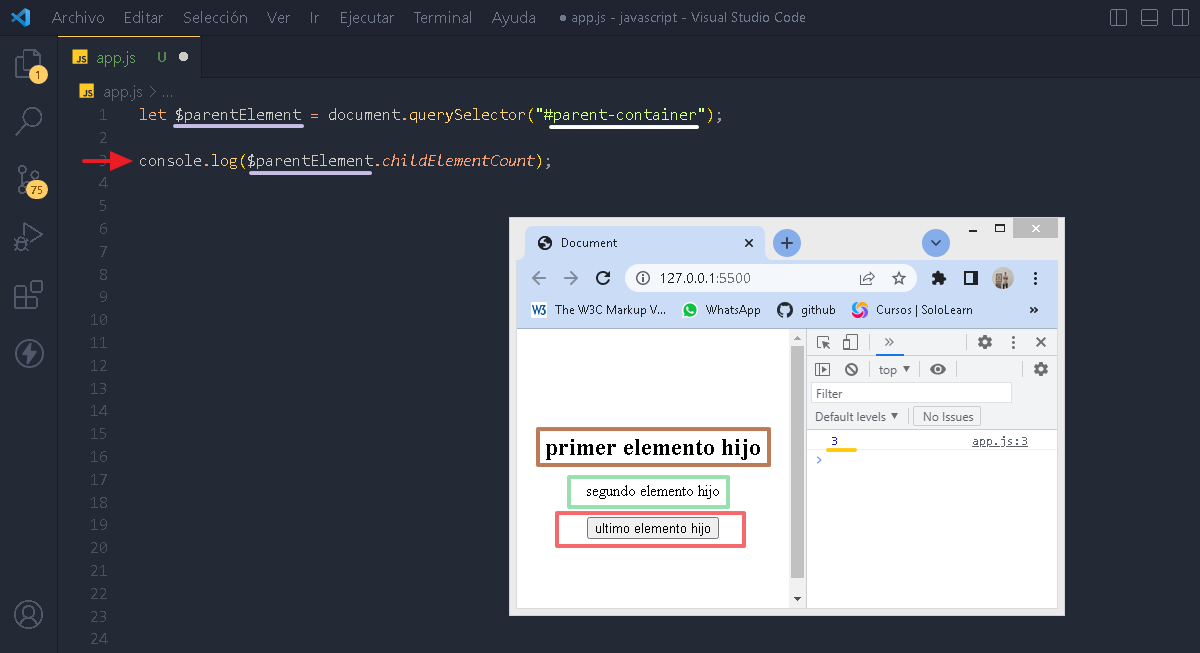 Archivo Editar Selección Ver Ir Ejecutar Terminal Ayuda ● app.js - javascript - Visual Studio Code
JS app.js U ●
1
JS app.js > ...
1 let $parentElement = document.querySelector("#parent-container");
2
3 console.log($parentElement.childElementCount);
4
5
6
7
8
9
10
11
12
13
14
15
16
17
18
19
20
21
22
23
24
75
Document
127.0.0.1:5500
W3 The W3C Markup V... WhatsApp github Cursos | SoloLearn »
»
top ▼
Filter
Default levels ▼ No Issues
3 app.js:3
>
primer elemento hijo
segundo elemento hijo
ultimo elemento hijo